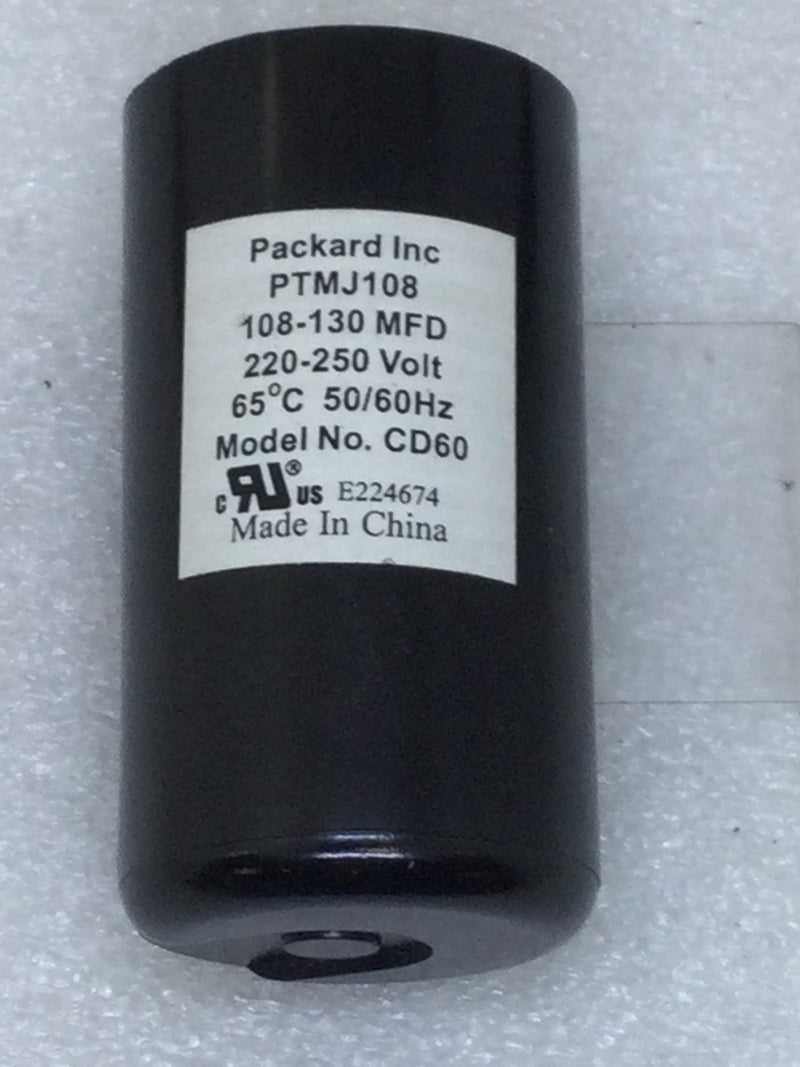 Packard Inc
PTMJ108
108-130 MFD
220-250 Volt
65°C 50/60Hz
Model No. CD60
c RU® US E224674
Made In China